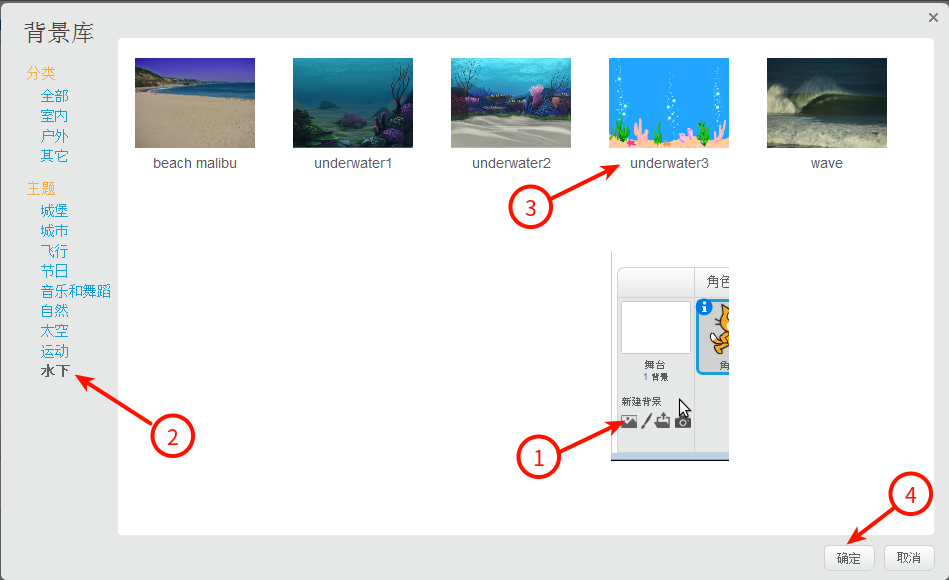 背景库
分类
全部
室内
户外
其它
主题
城堡
城市
飞行
节日
音乐和舞蹈
自然
太空
运动
水下
beach malibu
underwater1
underwater2
underwater3
wave
3
角色
舞台
1 背景
角
新建背景
2
1
4
确定
取消